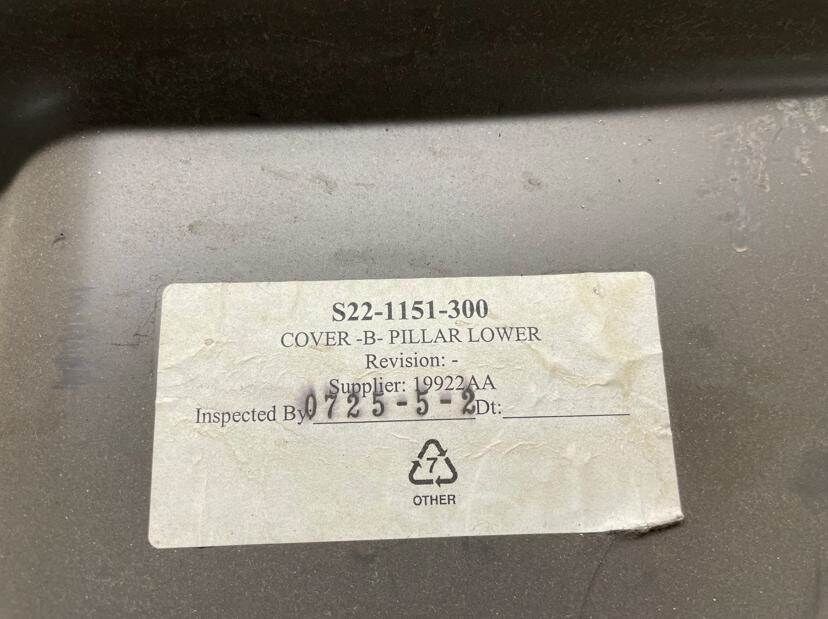 S22-1151-300
COVER -B- PILLAR LOWER
Revision: -
Supplier: 19922AA
Inspected By: 0725-5-2 Dt:
7
OTHER